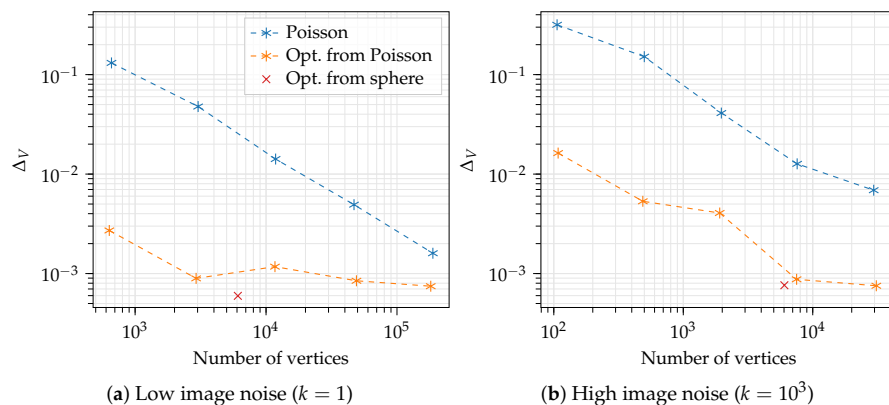 Poisson
Opt. from Poisson
Opt. from sphere
10⁻¹
10⁻²
10⁻³
Δ_V
10³ 10⁴ 10⁵
Number of vertices
(a) Low image noise (k = 1)
10⁻¹
10⁻²
10⁻³
Δ_V
10² 10³ 10⁴
Number of vertices
(b) High image noise (k = 10³)